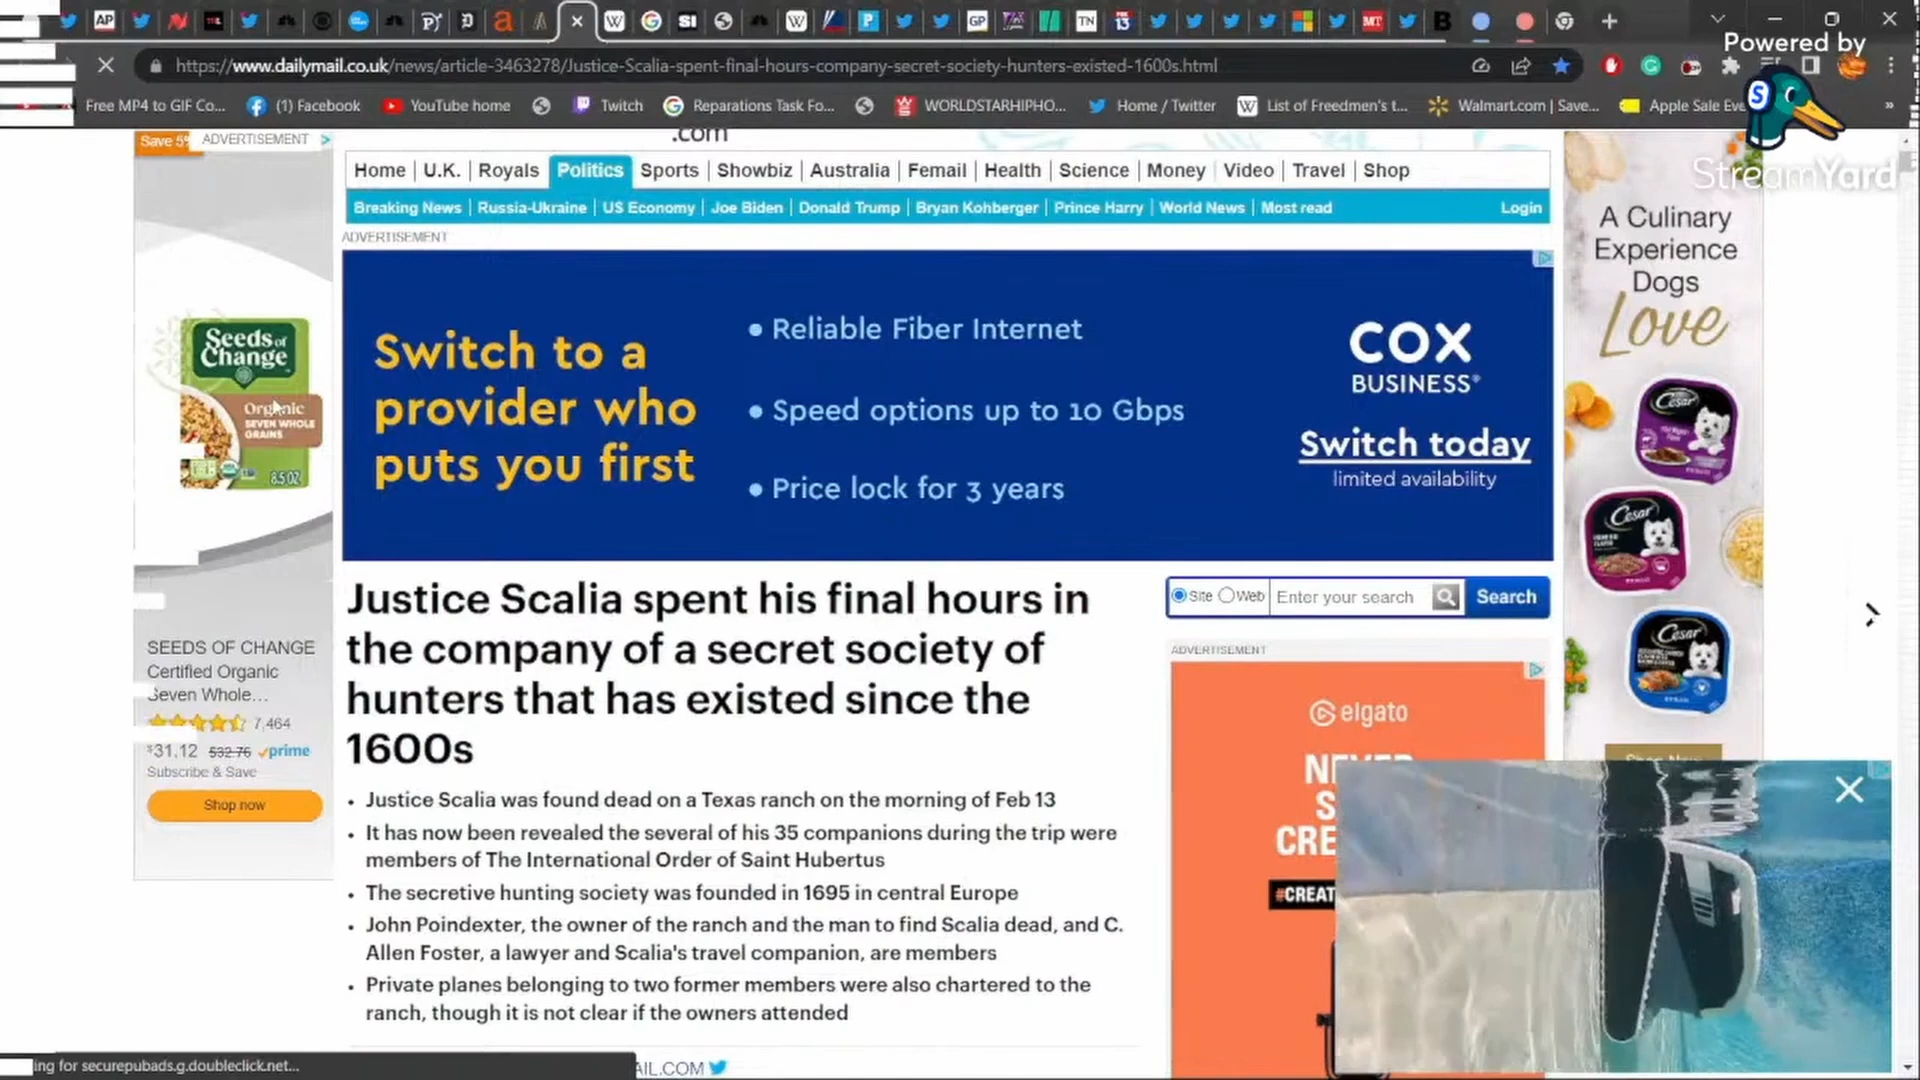 Powered by
StreamYard
https://www.dailymail.co.uk/news/article-3463278/Justice-Scalia-spent-final-hours-company-secret-society-hunters-existed-1600s.html
Free MP4 to GIF Co...
(1) Facebook
YouTube home
Twitch
Reparations Task Fo...
WORLDSTARHIPHO...
Home / Twitter
List of Freedmen's t...
Walmart.com | Save...
Apple Sale Eve
.com
Save 5%
ADVERTISEMENT
Home | U.K. | Royals | Politics | Sports | Showbiz | Australia | Femail | Health | Science | Money | Video | Travel | Shop
Breaking News | Russia-Ukraine | US Economy | Joe Biden | Donald Trump | Bryan Kohberger | Prince Harry | World News | Most read
Login
ADVERTISEMENT
Switch to a
provider who
puts you first
• Reliable Fiber Internet
• Speed options up to 10 Gbps
• Price lock for 3 years
COX
BUSINESS®
Switch today
limited availability
A Culinary
Experience
Dogs
Love
Cesar
Cesar
Cesar
Seeds of
Change
Organic
SEVEN WHOLE
GRAINS
8.5 OZ
SEEDS OF CHANGE
Certified Organic
Seven Whole...
7,464
$31.12 $32.76 prime
Subscribe & Save
Shop now
Justice Scalia spent his final hours in
the company of a secret society of
hunters that has existed since the
1600s
• Justice Scalia was found dead on a Texas ranch on the morning of Feb 13
• It has now been revealed the several of his 35 companions during the trip were
members of The International Order of Saint Hubertus
• The secretive hunting society was founded in 1695 in central Europe
• John Poindexter, the owner of the ranch and the man to find Scalia dead, and C.
Allen Foster, a lawyer and Scalia's travel companion, are members
• Private planes belonging to two former members were also chartered to the
ranch, though it is not clear if the owners attended
Site Web Enter your search Search
ADVERTISEMENT
elgato
#CREAT
ing for securepubads.g.doubleclick.net...
AIL.COM